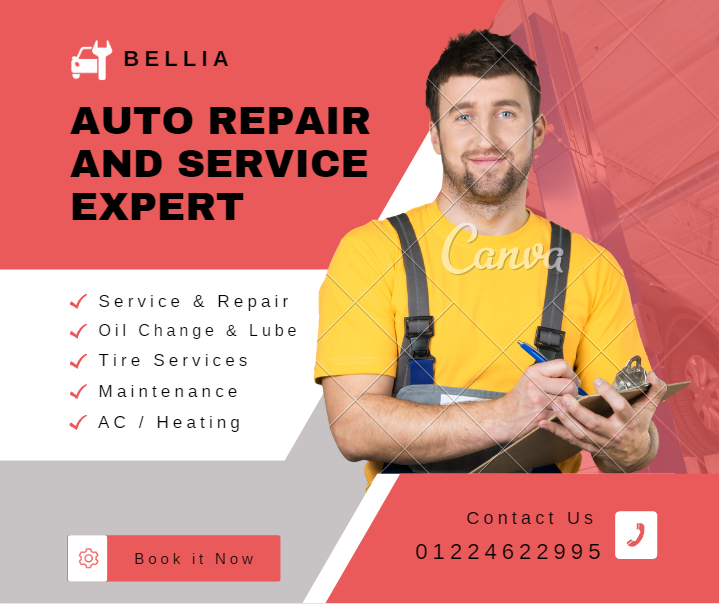 BELLIA
AUTO REPAIR
AND SERVICE
EXPERT
Canva
Service & Repair
Oil Change & Lube
Tire Services
Maintenance
AC / Heating
Contact Us
01224622995
Book it Now